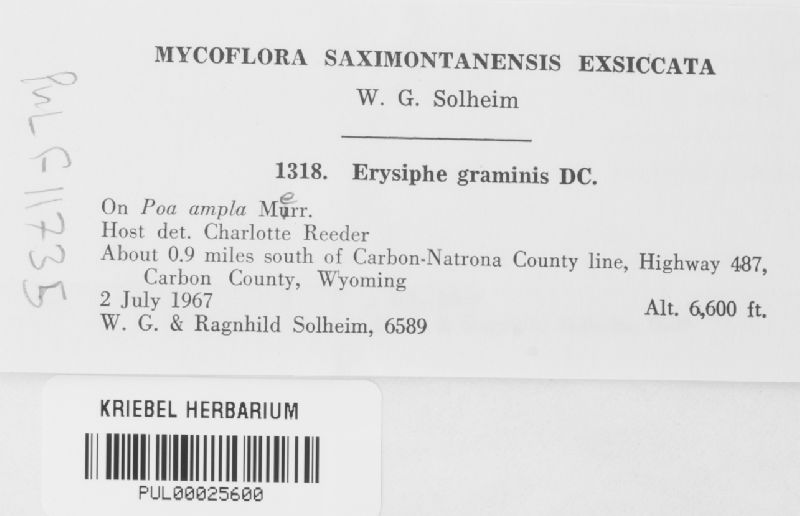 MYCOFLORA SAXIMONTANENSIS EXSICCATA
W. G. Solheim
1318. Erysiphe graminis DC.
On Poa ampla Merr.
Host det. Charlotte Reeder
About 0.9 miles south of Carbon-Natrona County line, Highway 487,
Carbon County, Wyoming
2 July 1967
Alt. 6,600 ft.
W. G. & Ragnhild Solheim, 6589
PUL F11735
KRIEBEL HERBARIUM
PUL00025600